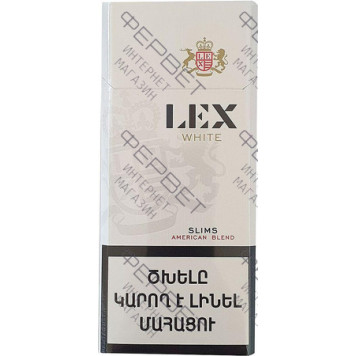 LEX
WHITE
SLIMS
AMERICAN BLEND
ԾԽԵԼԸ
ԿԱՐՈՂ Է ԼԻՆԵԼ
ՄԱՀԱՑՈՒ
ФЕРВЕТ
ИНТЕРНЕТ
МАГАЗИН